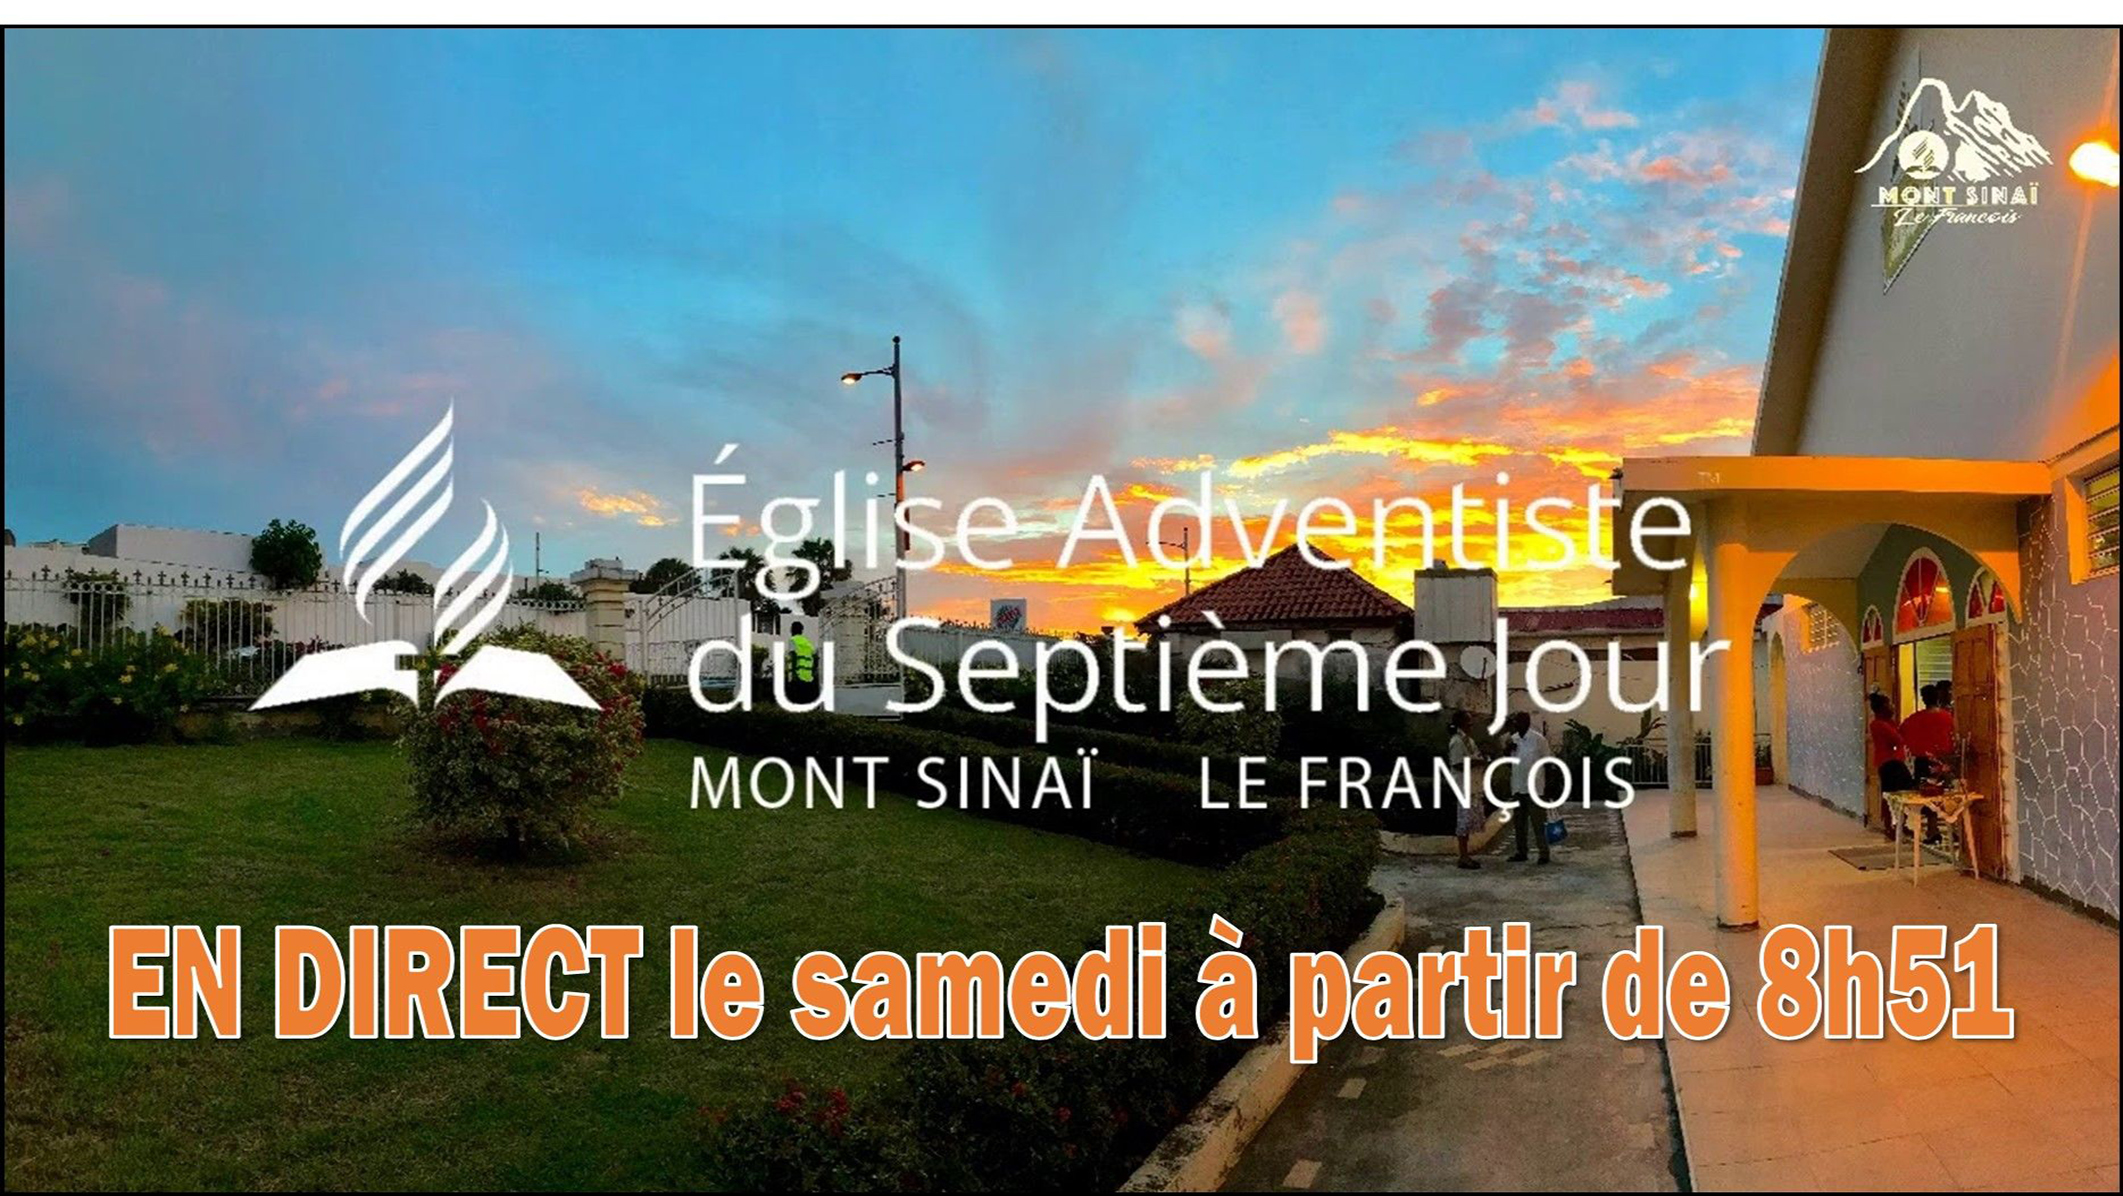 MONT SINAÏ
Le François
Église Adventiste™
du Septième Jour
MONT SINAÏ LE FRANÇOIS
EN DIRECT le samedi à partir de 8h51